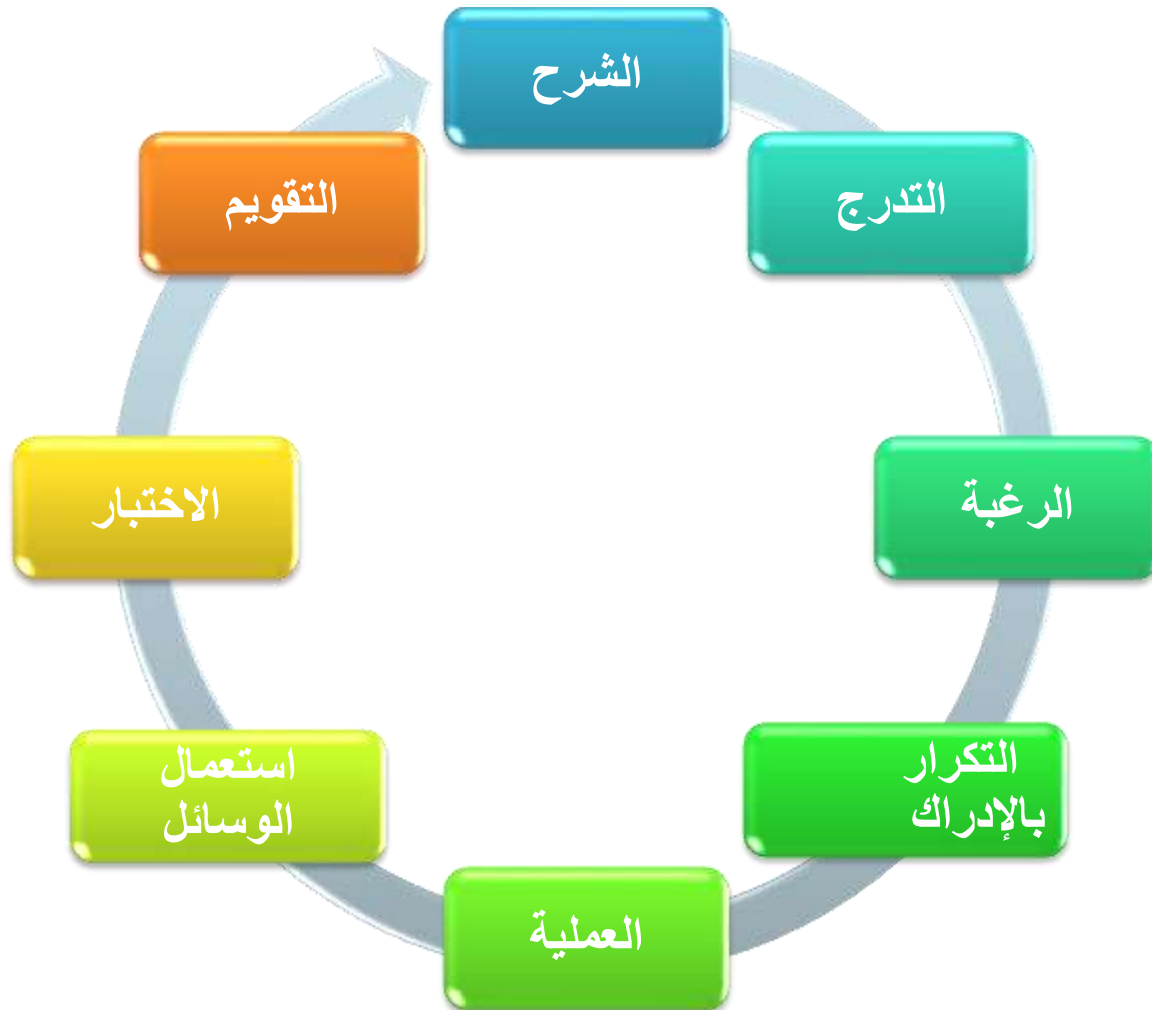 الشرح
التدرج
الرغبة
التكرار
بالإدراك
العملية
استعمال
الوسائل
الاختبار
التقويم